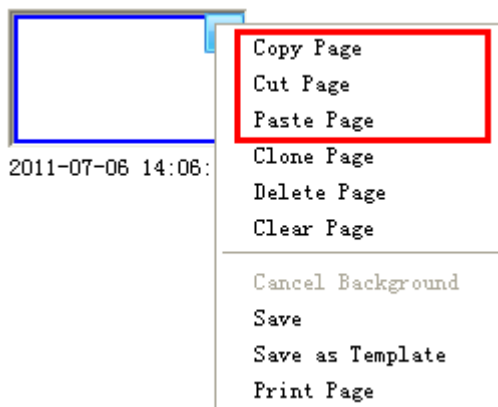 Copy Page
Cut Page
Paste Page
2011-07-06 14:06:
Clone Page
Delete Page
Clear Page
Cancel Background
Save
Save as Template
Print Page